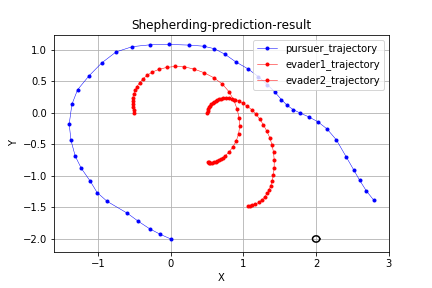 Shepherding-prediction-result
pursuer_trajectory
evader1_trajectory
evader2_trajectory
1.0
0.5
0.0
−0.5
−1.0
−1.5
−2.0
Y
−1
0
1
2
3
X